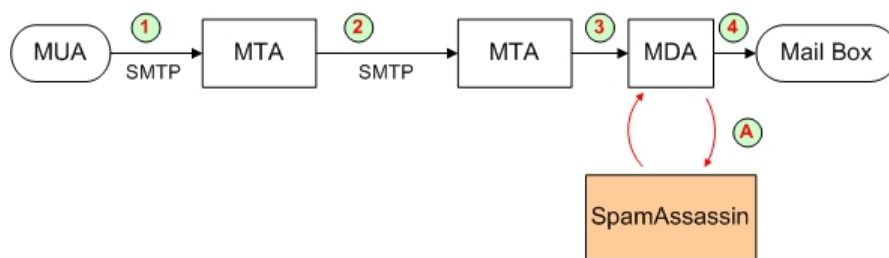 1
2
3
4
MUA
MTA
MTA
MDA
Mail Box
SMTP
SMTP
A
SpamAssassin